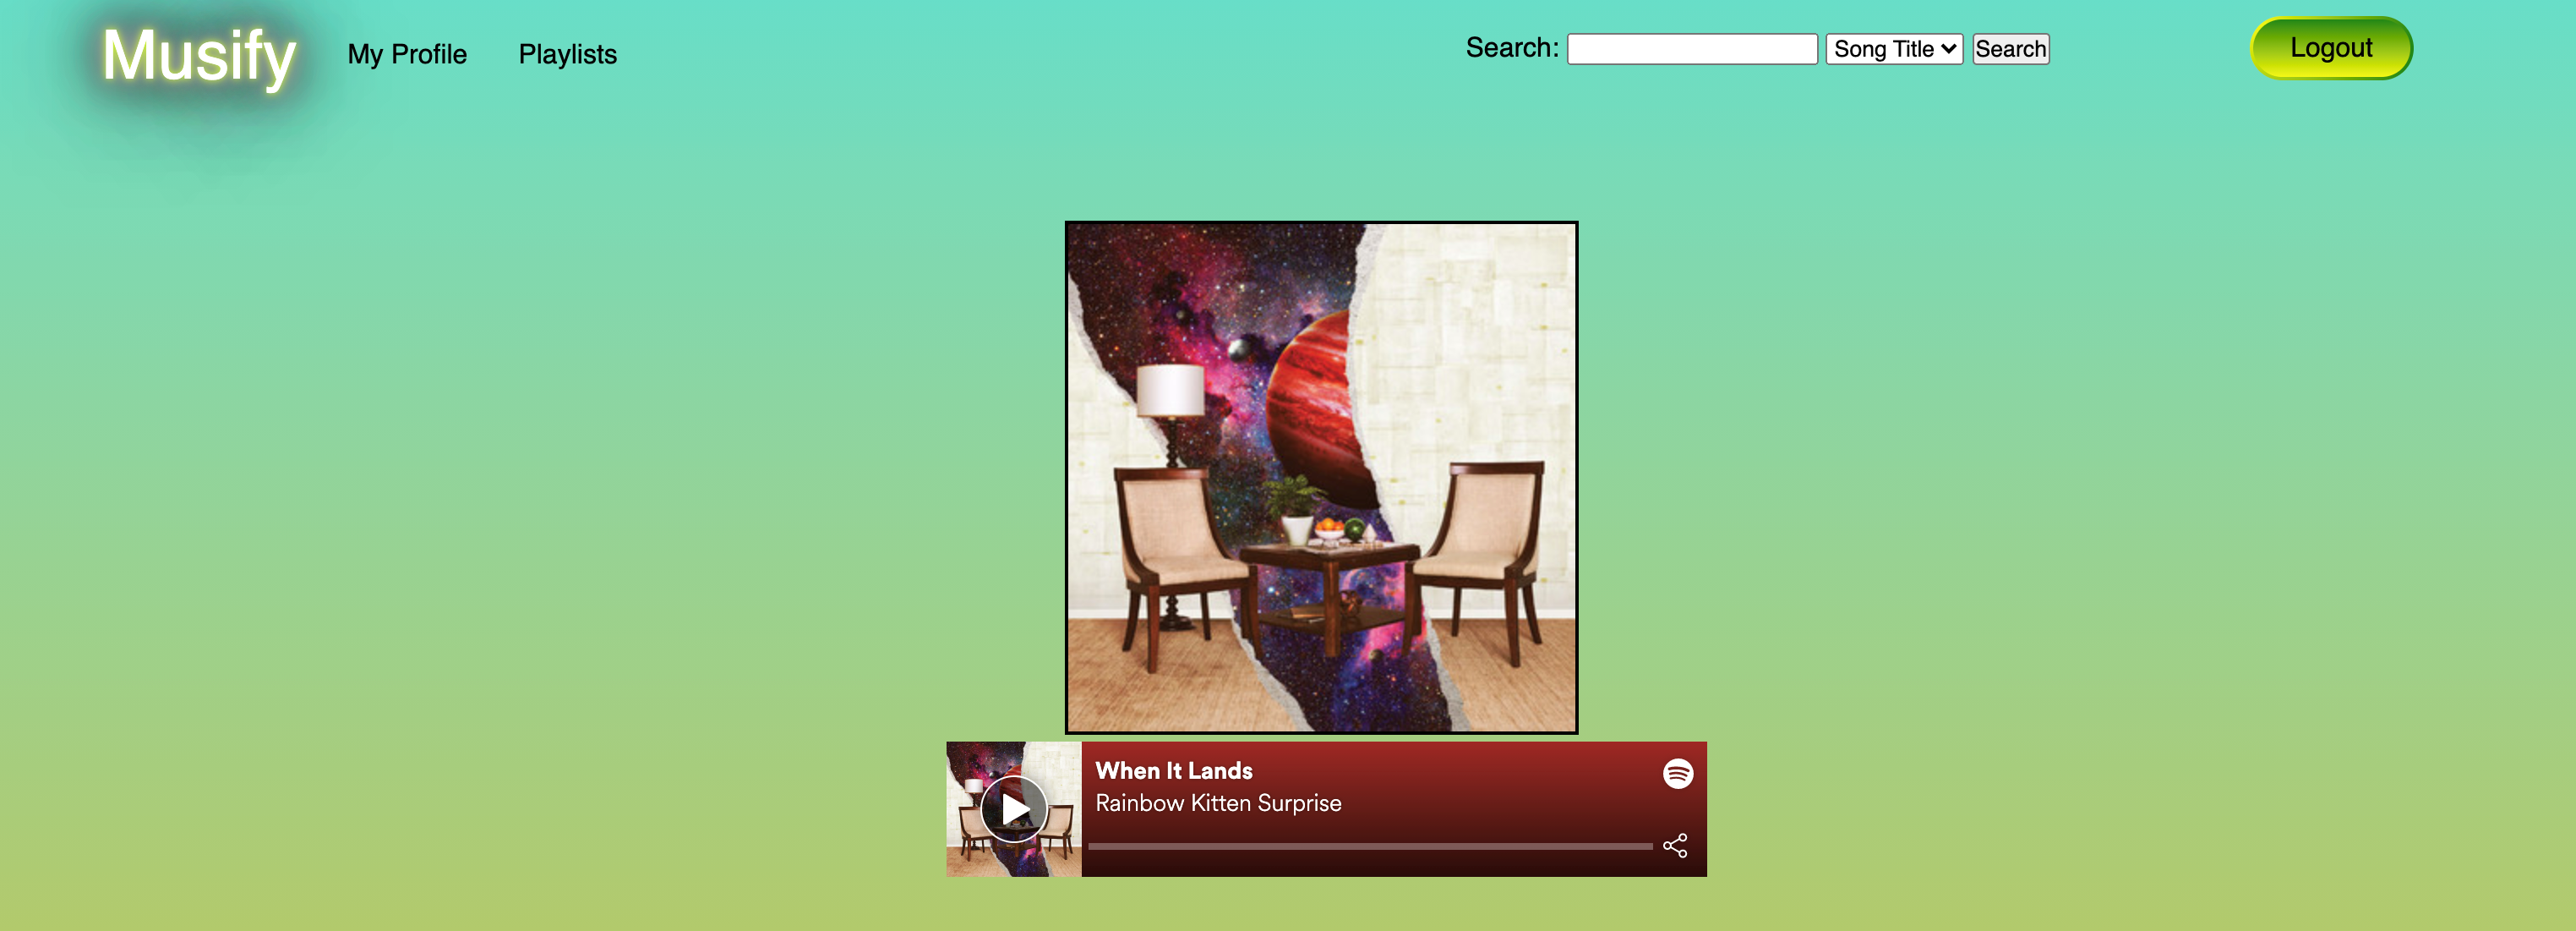 Musify
My Profile
Playlists
Search:
Song Title
Search
Logout
When It Lands
Rainbow Kitten Surprise